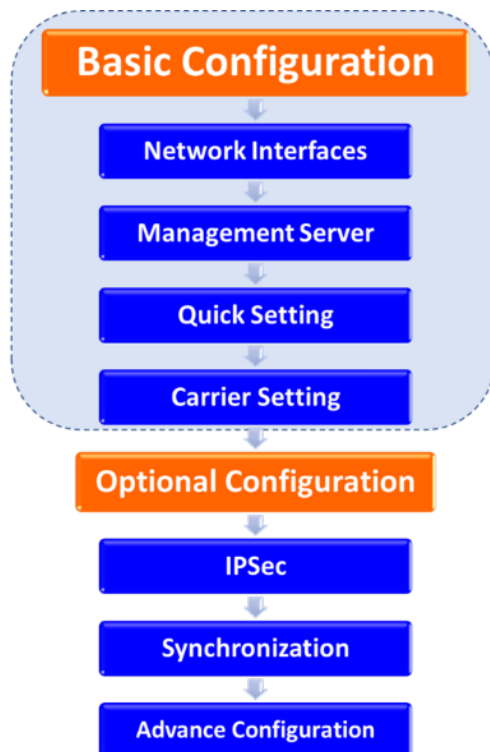 Basic Configuration
Network Interfaces
Management Server
Quick Setting
Carrier Setting
Optional Configuration
IPSec
Synchronization
Advance Configuration